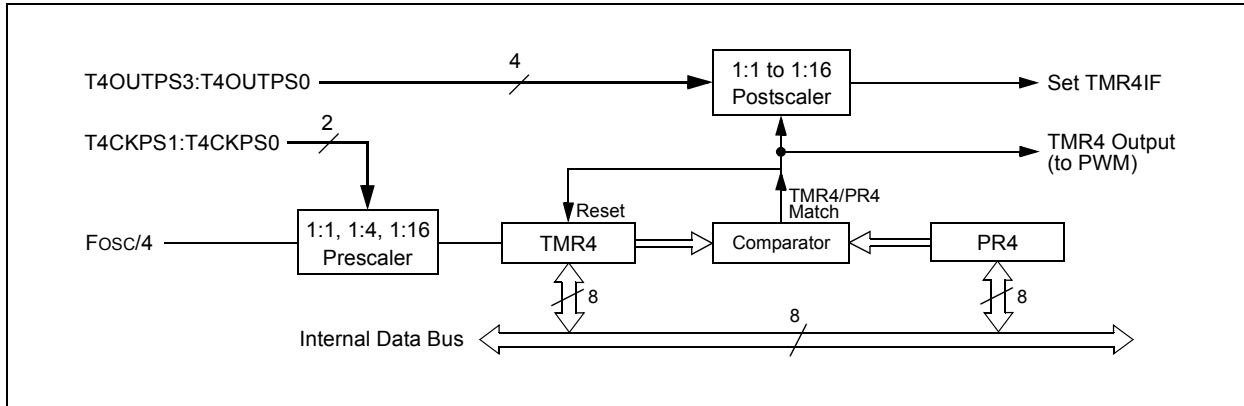 T4OUTPS3:T4OUTPS0
4
1:1 to 1:16
Postscaler
Set TMR4IF
T4CKPS1:T4CKPS0
2
TMR4 Output
(to PWM)
TMR4/PR4
Match
Reset
FOSC/4
1:1, 1:4, 1:16
Prescaler
TMR4
Comparator
PR4
8
8
Internal Data Bus
8